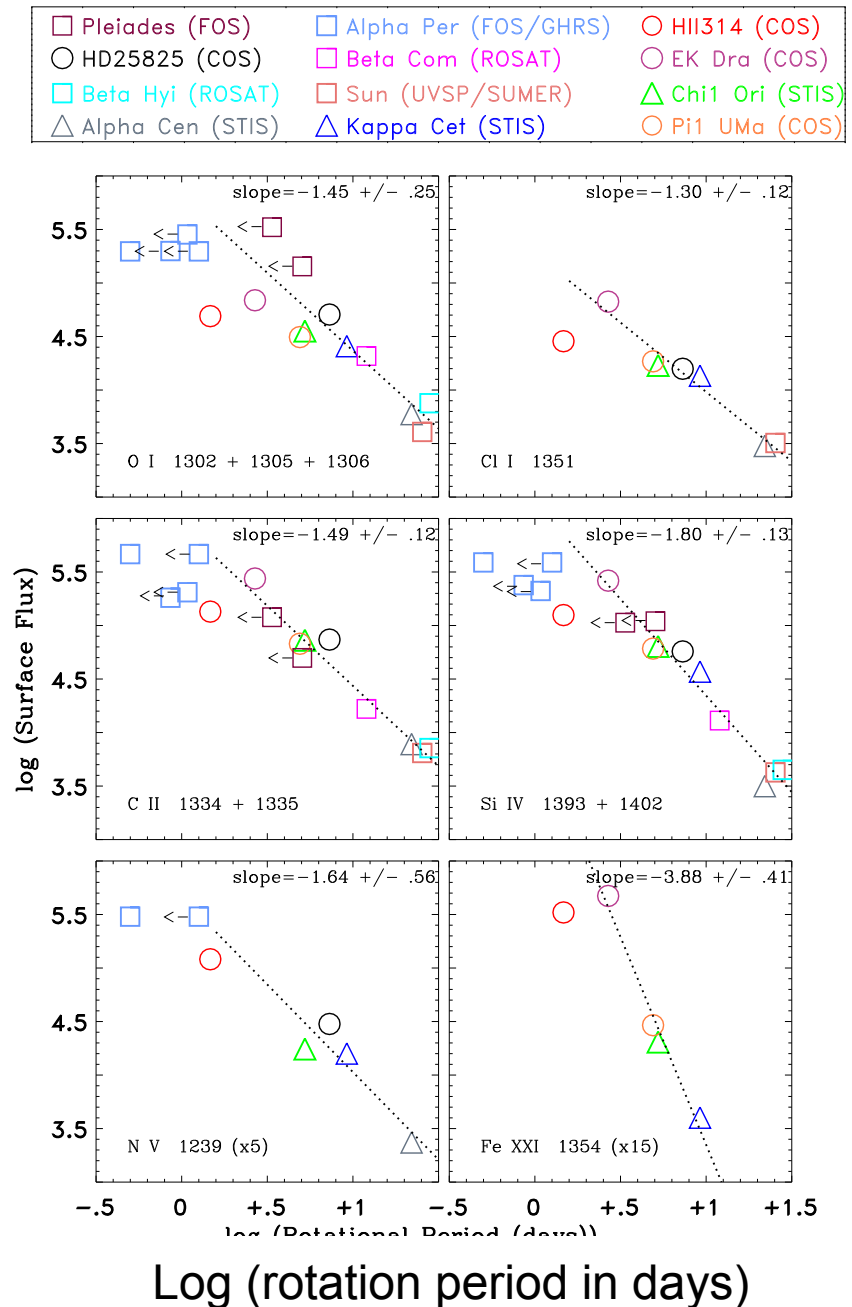 Pleiades (FOS) Alpha Per (FOS/GHRS) HII314 (COS)
HD25825 (COS) Beta Com (ROSAT) EK Dra (COS)
Beta Hyi (ROSAT) Sun (UVSP/SUMER) Chi1 Ori (STIS)
Alpha Cen (STIS) Kappa Cet (STIS) Pi1 UMa (COS)
slope=-1.45 +/- .25 slope=-1.30 +/- .12
5.5
4.5
3.5
O I 1302 + 1305 + 1306 Cl I 1351
slope=-1.49 +/- .12 slope=-1.80 +/- .13
5.5
4.5
3.5
C II 1334 + 1335 Si IV 1393 + 1402
log (Surface Flux)
slope=-1.64 +/- .56 slope=-3.88 +/- .41
5.5
4.5
3.5
N V 1239 (x5) Fe XXI 1354 (x15)
-.5 0 +.5 +1 -.5 0 +.5 +1 +1.5
log (Rotational Period (days))
Log (rotation period in days)